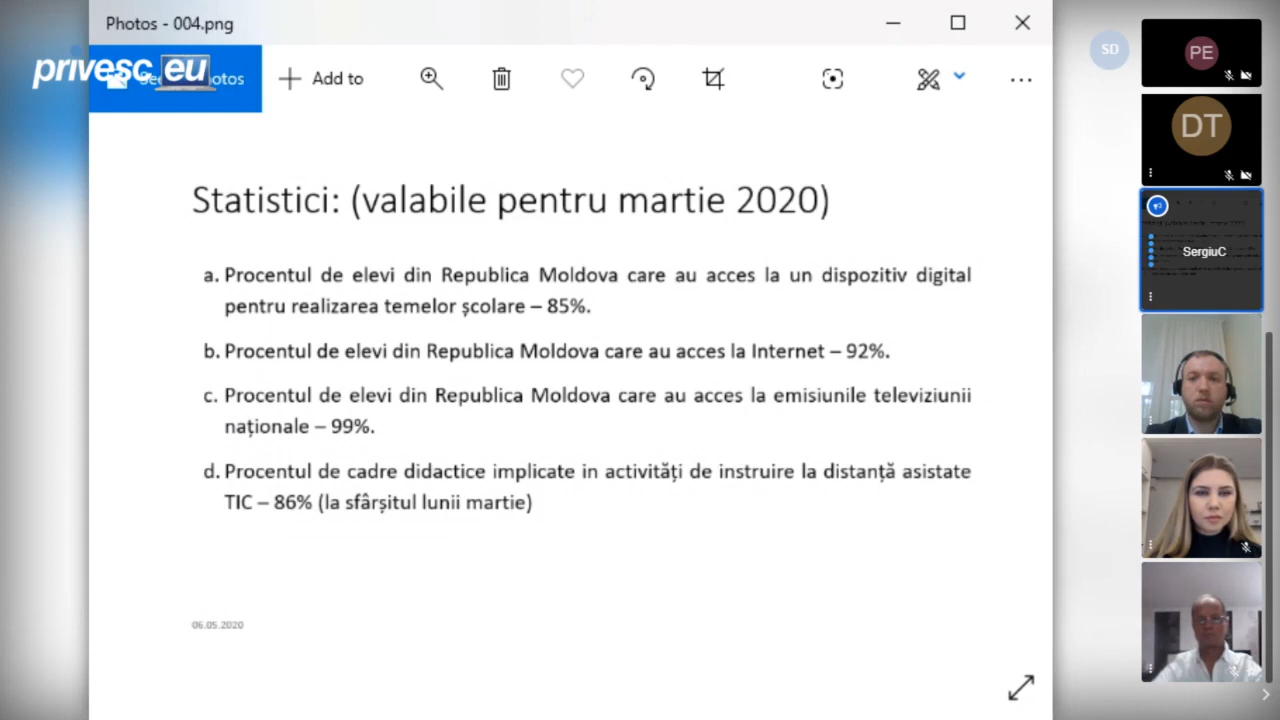 Photos - 004.png
privesc.eu
otos
Add to
SD
PE
DT
SergiuC
Statistici: (valabile pentru martie 2020)
a. Procentul de elevi din Republica Moldova care au acces la un dispozitiv digital
pentru realizarea temelor școlare – 85%.
b. Procentul de elevi din Republica Moldova care au acces la Internet – 92%.
c. Procentul de elevi din Republica Moldova care au acces la emisiunile televiziunii
naționale – 99%.
d. Procentul de cadre didactice implicate in activități de instruire la distanță asistate
TIC – 86% (la sfârșitul lunii martie)
06.05.2020